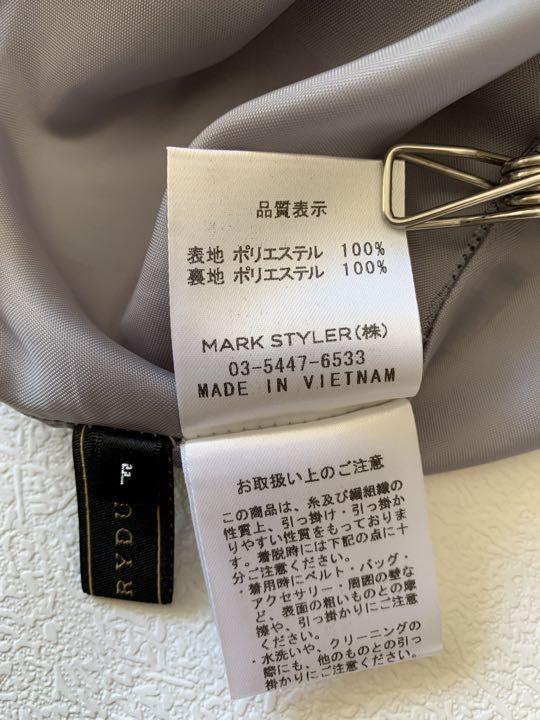 品質表示
表地 ポリエステル 100%
裏地 ポリエステル 100%
MARK STYLER(株)
03-5447-6533
MADE IN VIETNAM
F
RYDU
お取扱い上のご注意
この商品は、糸及び編組織の
性質上、引っ掛け・引っ掛か
りやすい性質をもっておりま
す。着脱時には下記の点に十
分ご注意ください。
・着用時にベルト・バッグ・
アクセサリー・周囲の壁な
ど、表面の粗いものとの摩
擦や、引っ掛かりにご注意
ください。
・水洗いや、クリーニングの
際にも、他のものとの引っ
掛かりにご注意ください。